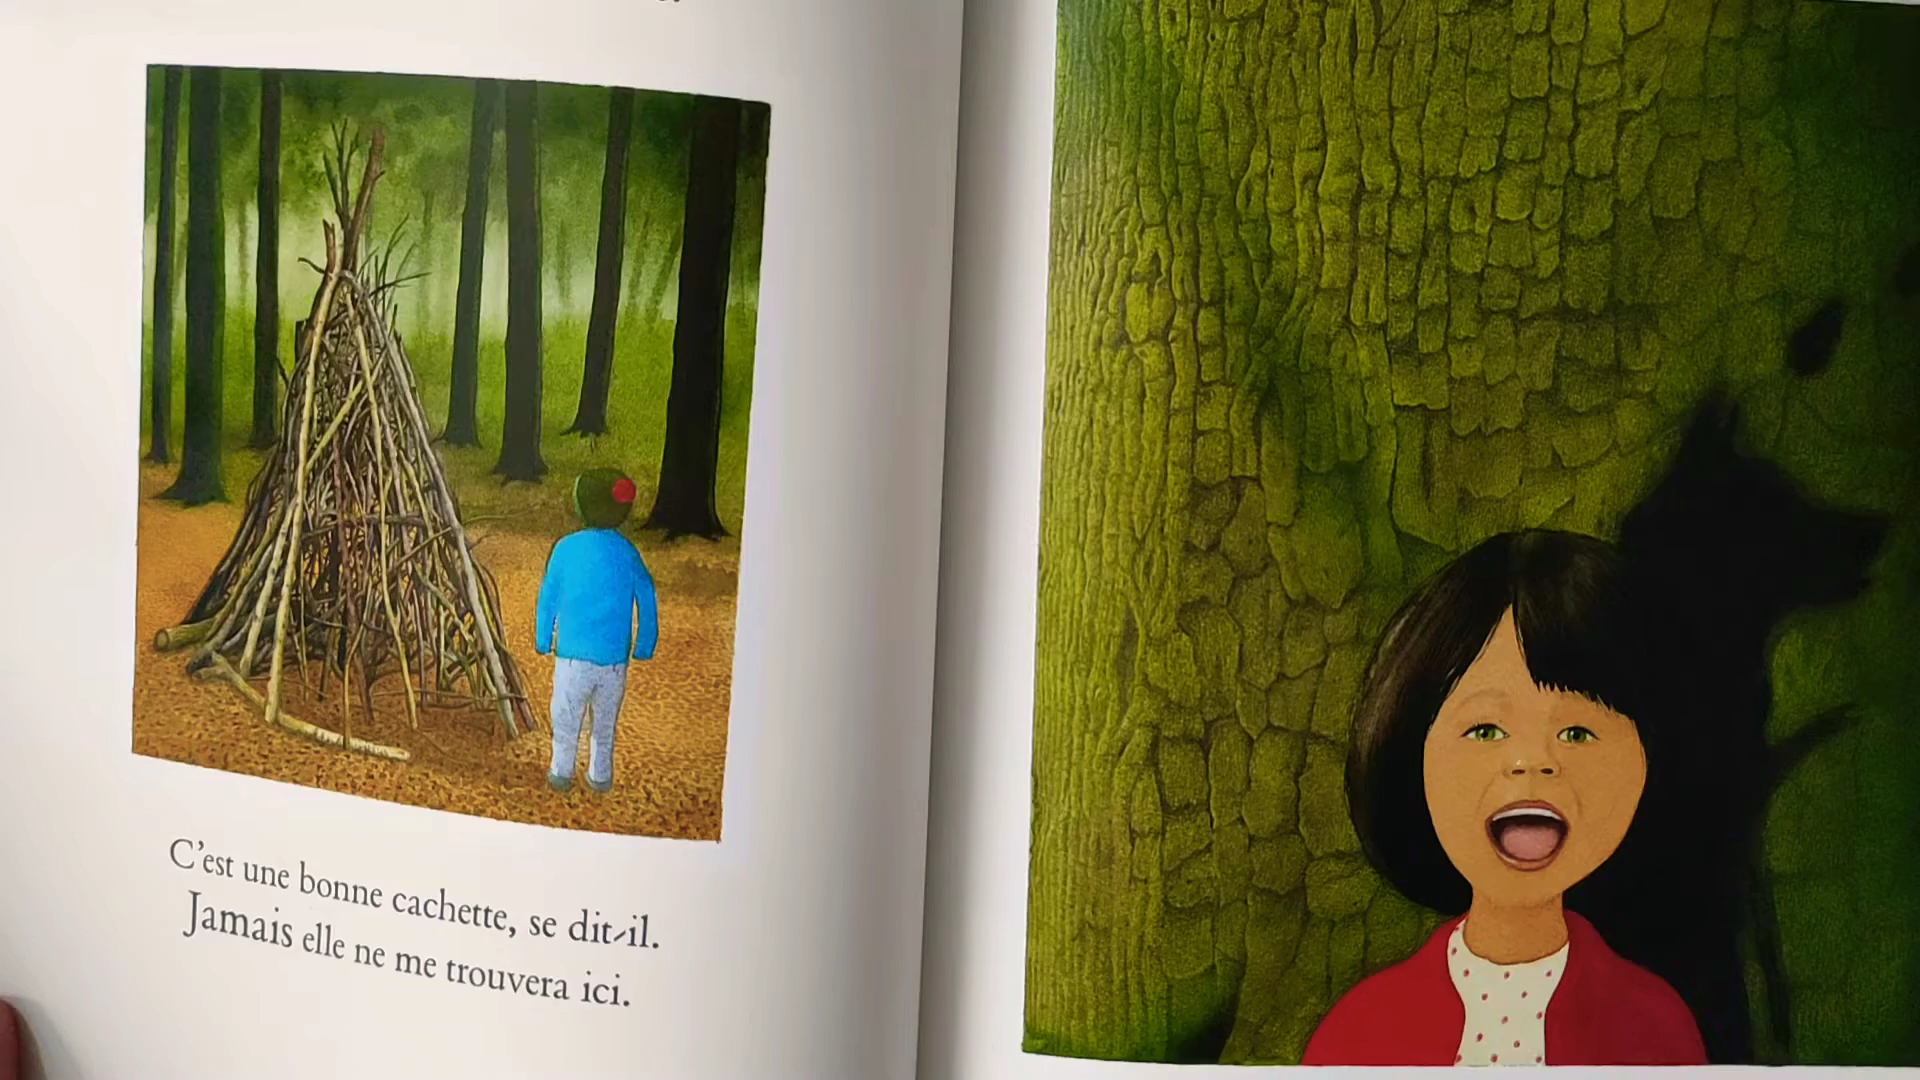 C'est une bonne cachette, se dit-il.
Jamais elle ne me trouvera ici.